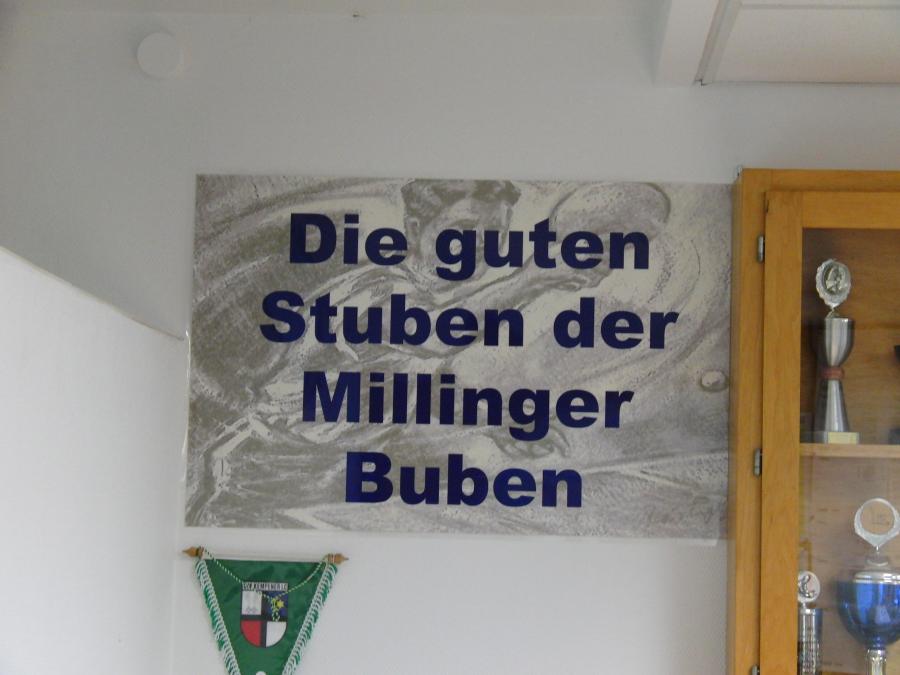 Die guten
Stuben der
Millinger
Buben